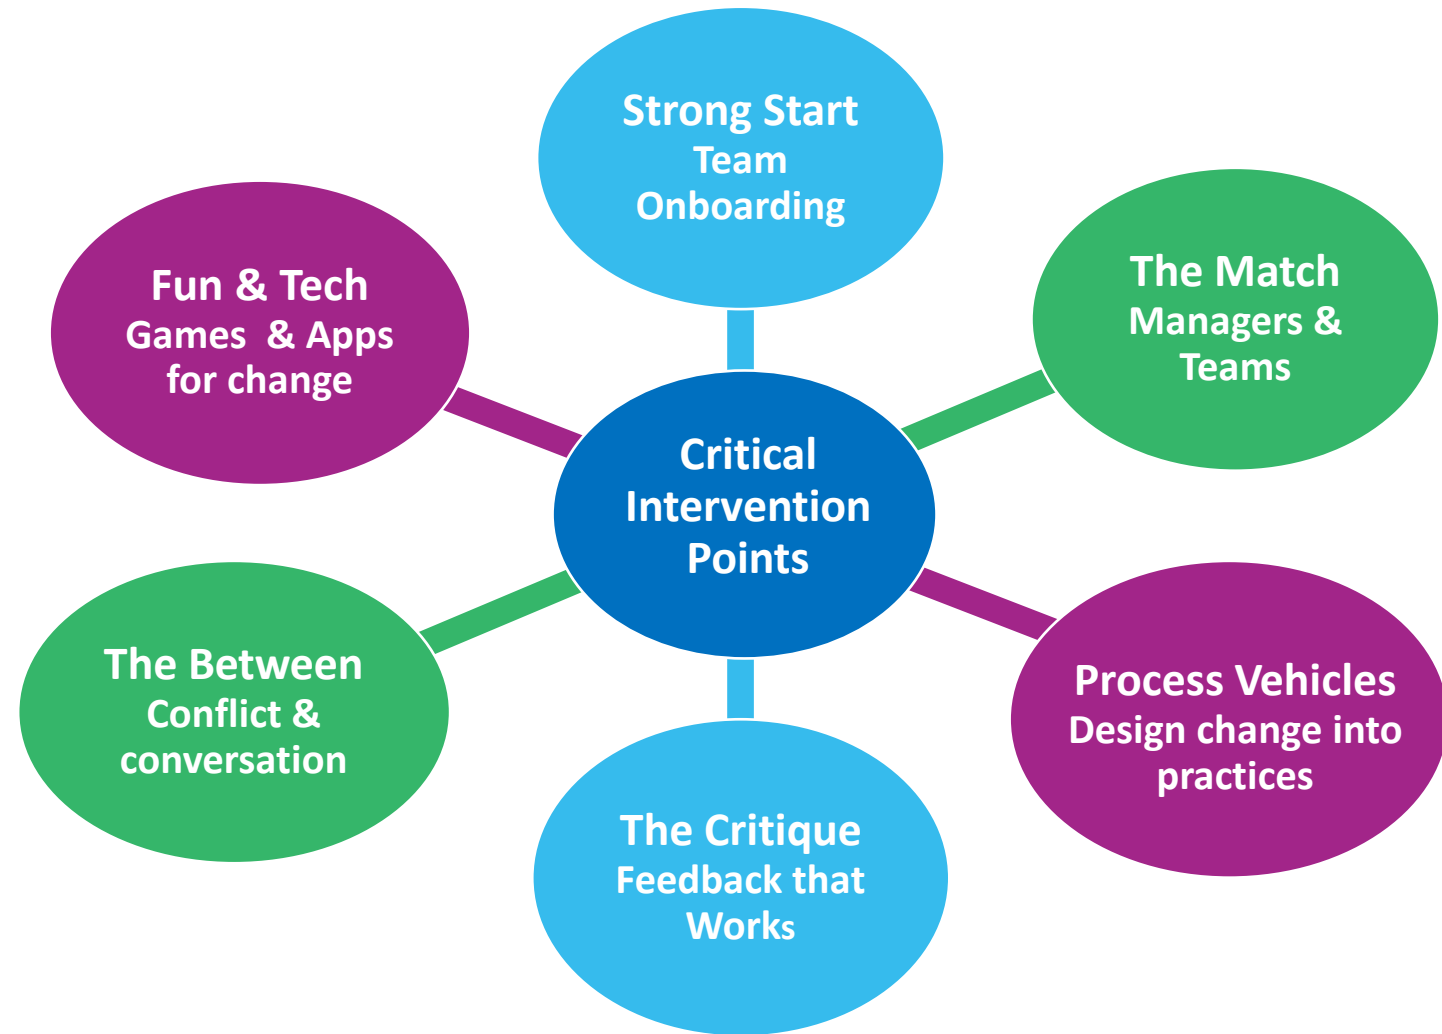 Strong Start
Team
Onboarding
The Match
Managers &
Teams
Process Vehicles
Design change into
practices
The Critique
Feedback that
Works
The Between
Conflict &
conversation
Fun & Tech
Games  & Apps
for change
Critical
Intervention
Points